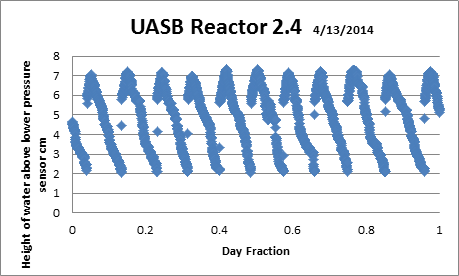 UASB Reactor 2.4 4/13/2014
Height of water above lower pressure
sensor cm
8
7
6
5
4
3
2
1
0
0 0.2 0.4 0.6 0.8 1
Day Fraction